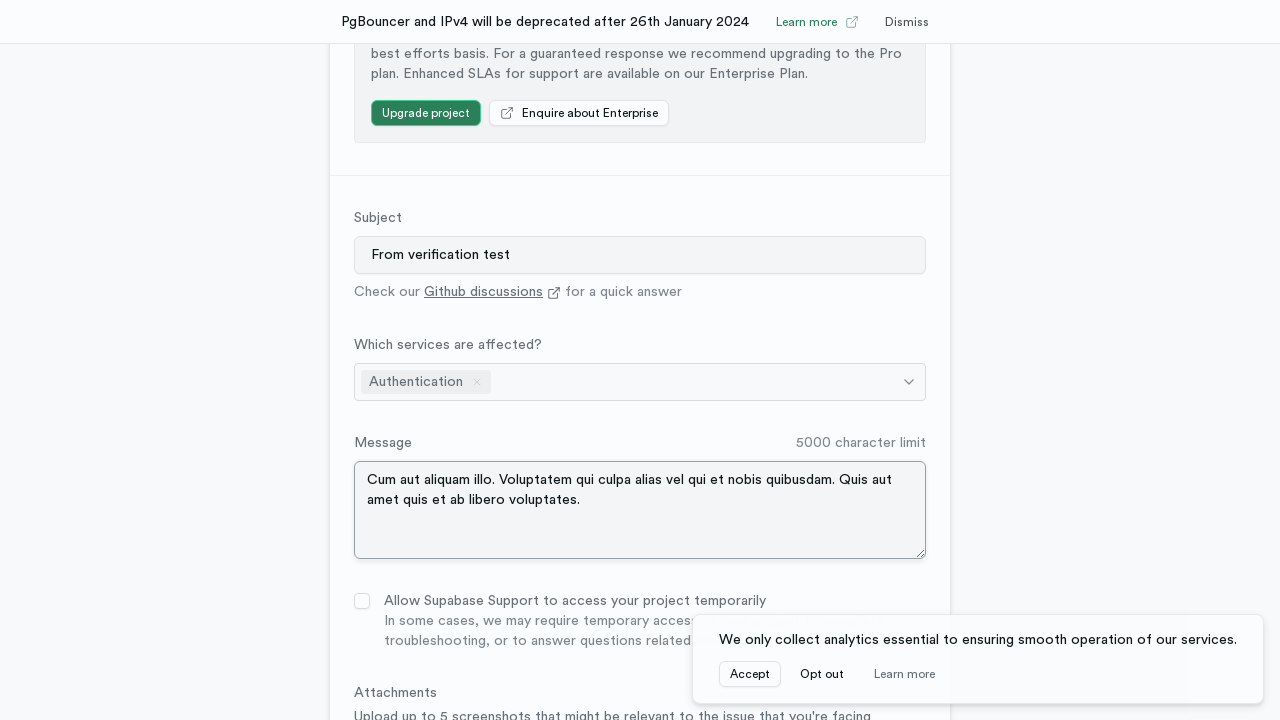 PgBouncer and IPv4 will be deprecated after 26th January 2024
Learn more
Dismiss
best efforts basis. For a guaranteed response we recommend upgrading to the Pro
plan. Enhanced SLAs for support are available on our Enterprise Plan.
Upgrade project
Enquire about Enterprise
Subject
From verification test
Check our Github discussions for a quick answer
Which services are affected?
Authentication
Message
5000 character limit
Cum aut aliquam illo. Voluptatem qui culpa alias vel qui et nobis quibusdam. Quis aut
amet quis et ab libero voluptates.
Allow Supabase Support to access your project temporarily
In some cases, we may require temporary access
troubleshooting, or to answer questions related
We only collect analytics essential to ensuring smooth operation of our services.
Accept
Opt out
Learn more
Attachments
Upload up to 5 screenshots that might be relevant to the issue that you're facing